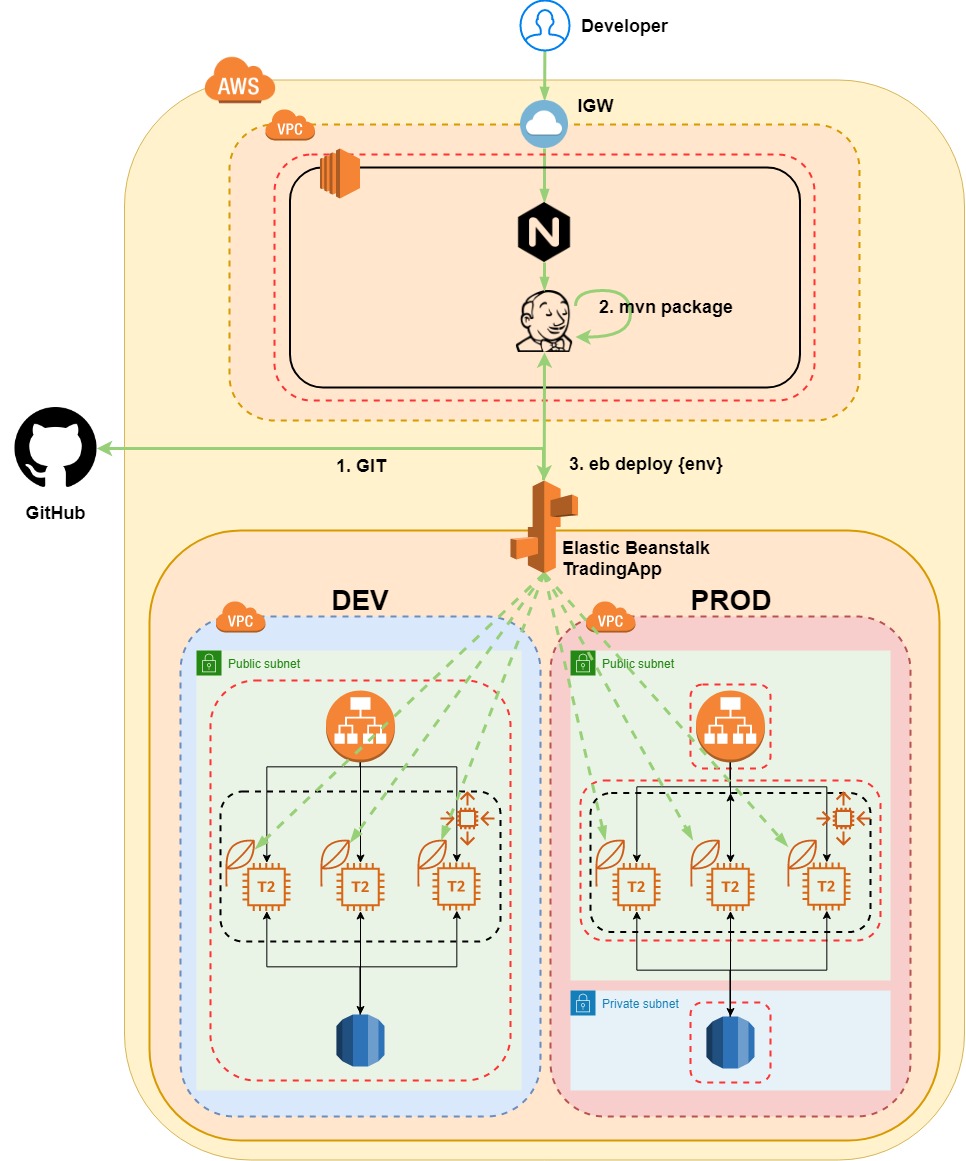 Developer
AWS
IGW
VPC
N
2. mvn package
1. GIT
3. eb deploy {env}
GitHub
Elastic Beanstalk
TradingApp
DEV
PROD
VPC
VPC
Public subnet
Public subnet
T2
T2
T2
T2
T2
T2
Private subnet